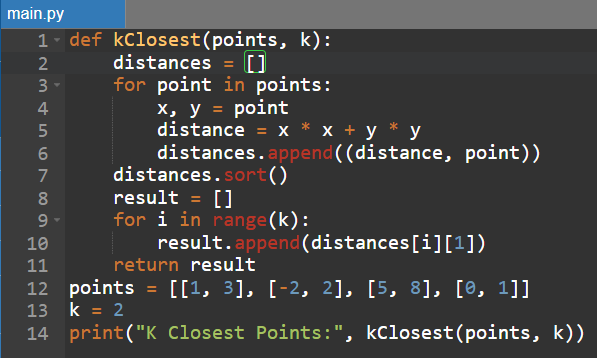 main.py
1 def kClosest(points, k):
2     distances = []
3     for point in points:
4         x, y = point
5         distance = x * x + y * y
6         distances.append((distance, point))
7     distances.sort()
8     result = []
9     for i in range(k):
10         result.append(distances[i][1])
11     return result
12 points = [[1, 3], [-2, 2], [5, 8], [0, 1]]
13 k = 2
14 print("K Closest Points:", kClosest(points, k))